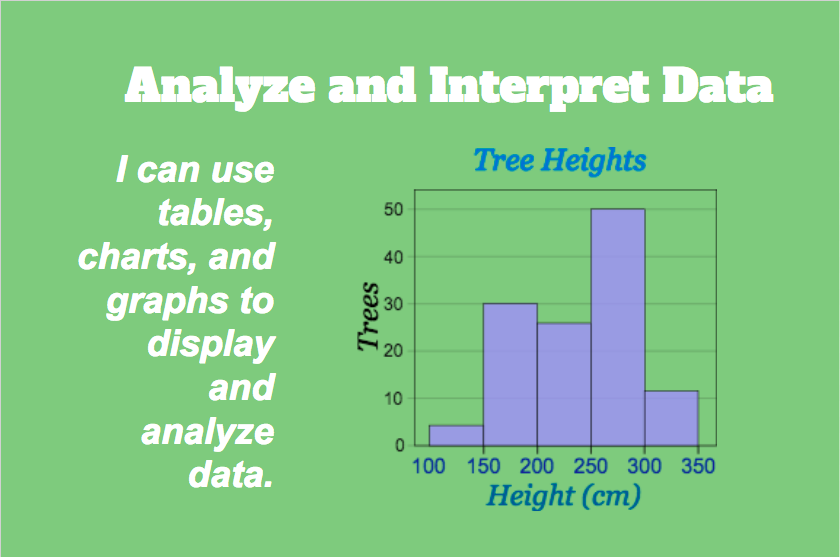 Analyze and Interpret Data
I can use
tables,
charts, and
graphs to
display
and
analyze
data.
Tree Heights
Trees
50
40
30
20
10
0
100 150 200 250 300 350
Height (cm)